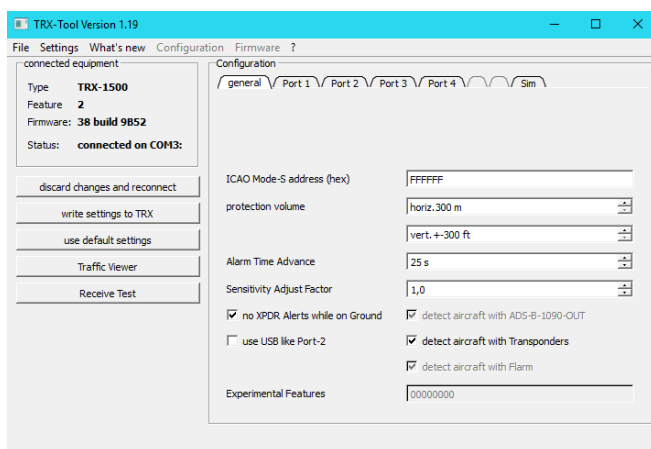 TRX-Tool Version 1.19
File Settings What's new Configuration Firmware ?
connected equipment
Type TRX-1500
Feature 2
Firmware: 38 build 9B52
Status: connected on COM3:
discard changes and reconnect
write settings to TRX
use default settings
Traffic Viewer
Receive Test
Configuration
general Port 1 Port 2 Port 3 Port 4 Sim
ICAO Mode-S address (hex) FFFFFF
protection volume horiz.300 m
vert.+-300 ft
Alarm Time Advance 25 s
Sensitivity Adjust Factor 1,0
no XPDR Alerts while on Ground detect aircraft with ADS-B-1090-OUT
use USB like Port-2 detect aircraft with Transponders
detect aircraft with Flarm
Experimental Features 00000000